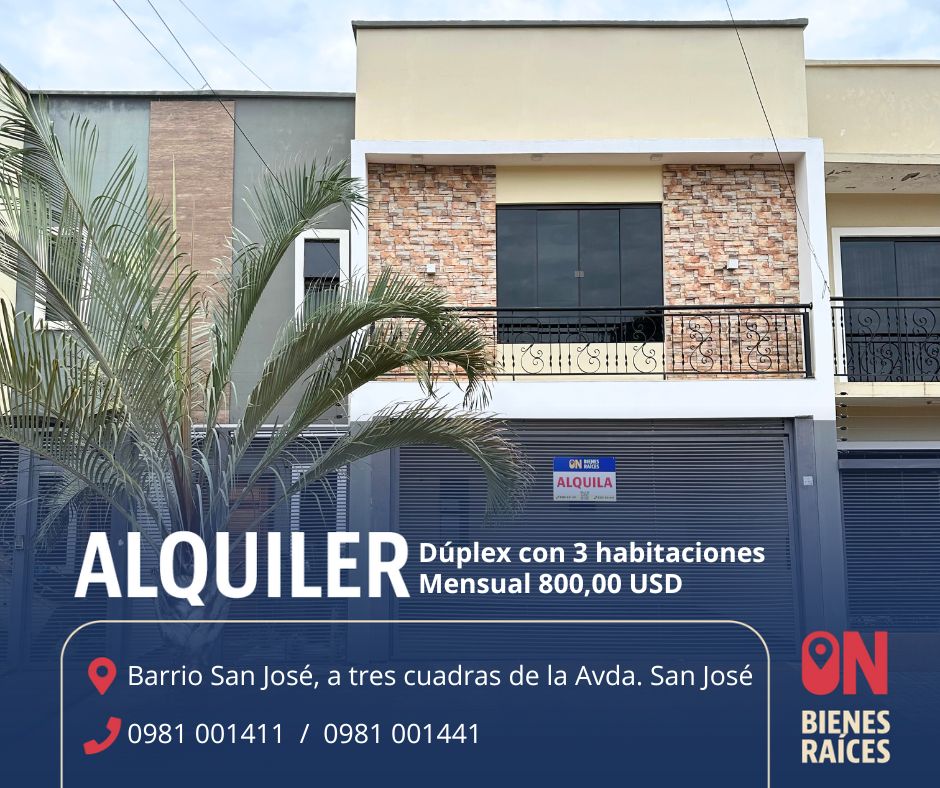 ON BIENES
RAÍCES
ALQUILA
ALQUILER
Dúplex con 3 habitaciones
Mensual 800,00 USD
Barrio San José, a tres cuadras de la Avda. San José
0981 001411 / 0981 001441
ON
BIENES
RAÍCES